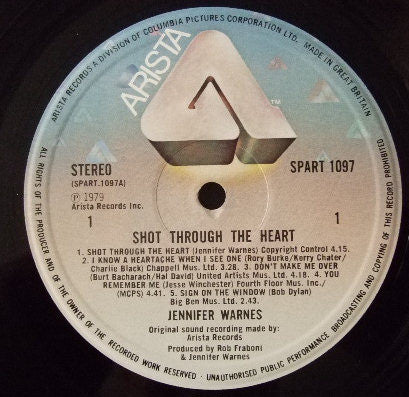 ARISTA RECORDS A DIVISION OF COLUMBIA PICTURES CORPORATION LTD. MADE IN GREAT BRITAIN
ARISTA
TM
STEREO
(SPART.1097A)
SPART 1097
℗ 1979
Arista Records Inc.
1
1
SHOT THROUGH THE HEART
1. SHOT THROUGH THE HEART (Jennifer Warnes) Copyright Control 4.15.
2. I KNOW A HEARTACHE WHEN I SEE ONE (Rory Burke/Kerry Chater/
Charlie Black) Chappell Mus. Ltd. 3.28. 3. DON'T MAKE ME OVER
(Burt Bacharach/Hal David) United Artists Mus. Ltd. 4.18. 4. YOU
REMEMBER ME (Jesse Winchester) Fourth Floor Mus. Inc./
(MCPS) 4.41. 5. SIGN ON THE WINDOW (Bob Dylan)
Big Ben Mus. Ltd. 2.43.
JENNIFER WARNES
Original sound recording made by:
Arista Records
Produced by Rob Fraboni
& Jennifer Warnes
ALL RIGHTS OF THE PRODUCER AND OF THE OWNER OF THE RECORDED WORK RESERVED · UNAUTHORISED PUBLIC PERFORMANCE BROADCASTING AND COPYING OF THIS RECORD PROHIBITED